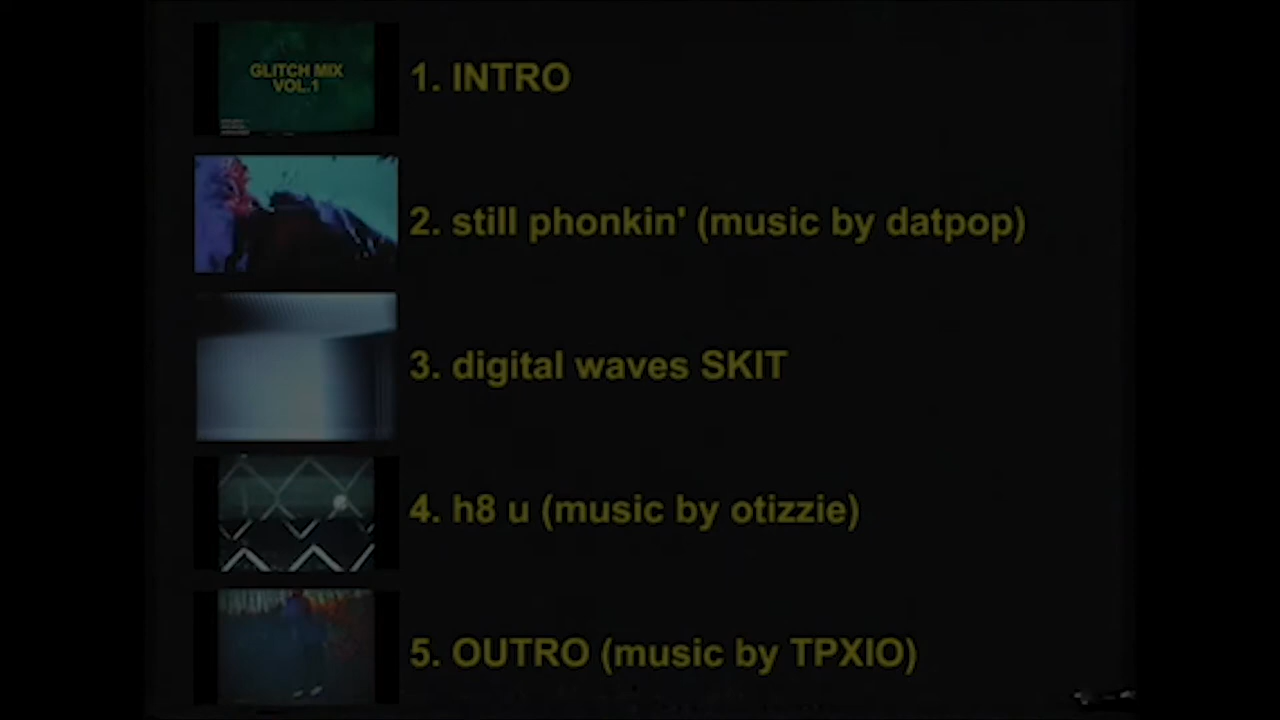 GLITCH MIX
VOL.1
1. INTRO
2. still phonkin' (music by datpop)
3. digital waves SKIT
4. h8 u (music by otizzie)
5. OUTRO (music by TPXIO)